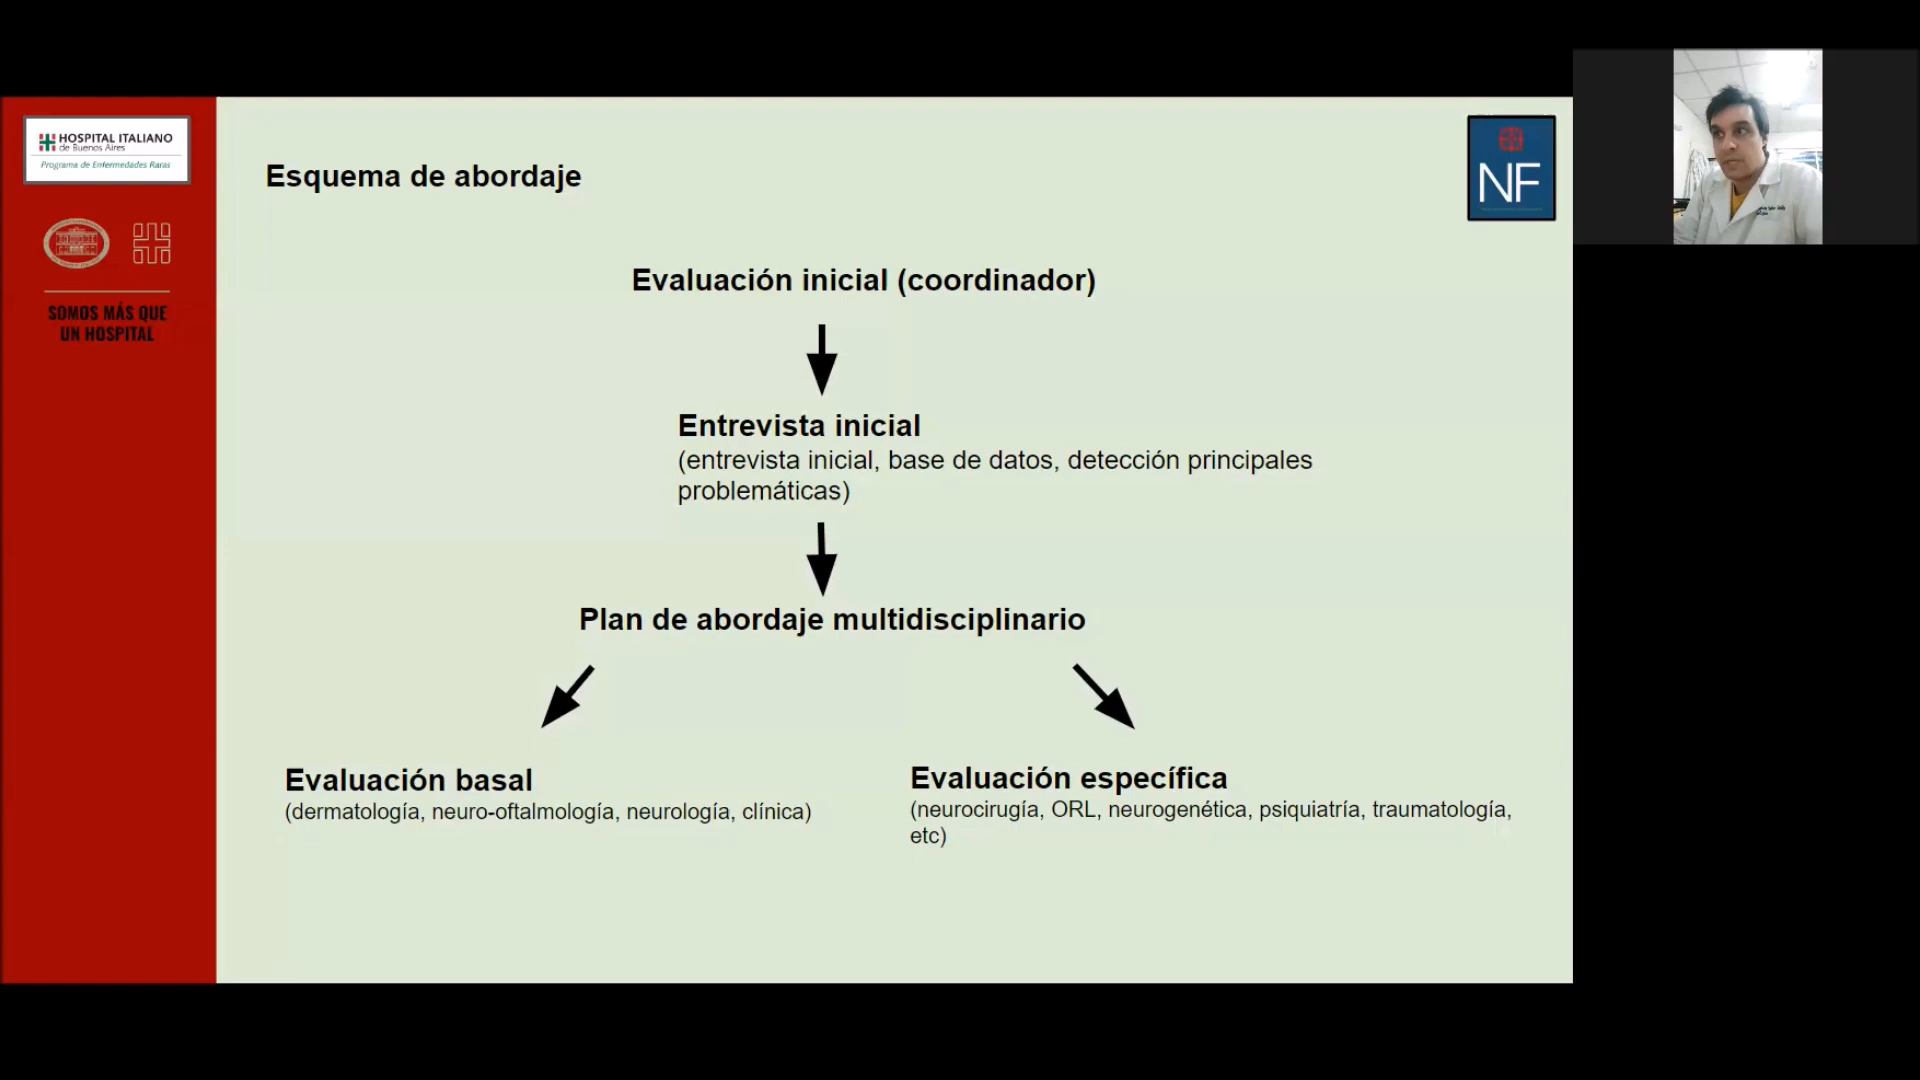 HOSPITAL ITALIANO
de Buenos Aires
Programa de Enfermedades Raras
SOMOS MÁS QUE
UN HOSPITAL
Esquema de abordaje
NF
Evaluación inicial (coordinador)
Entrevista inicial
(entrevista inicial, base de datos, detección principales
problemáticas)
Plan de abordaje multidisciplinario
Evaluación basal
(dermatología, neuro-oftalmología, neurología, clínica)
Evaluación específica
(neurocirugía, ORL, neurogenética, psiquiatría, traumatología,
etc)